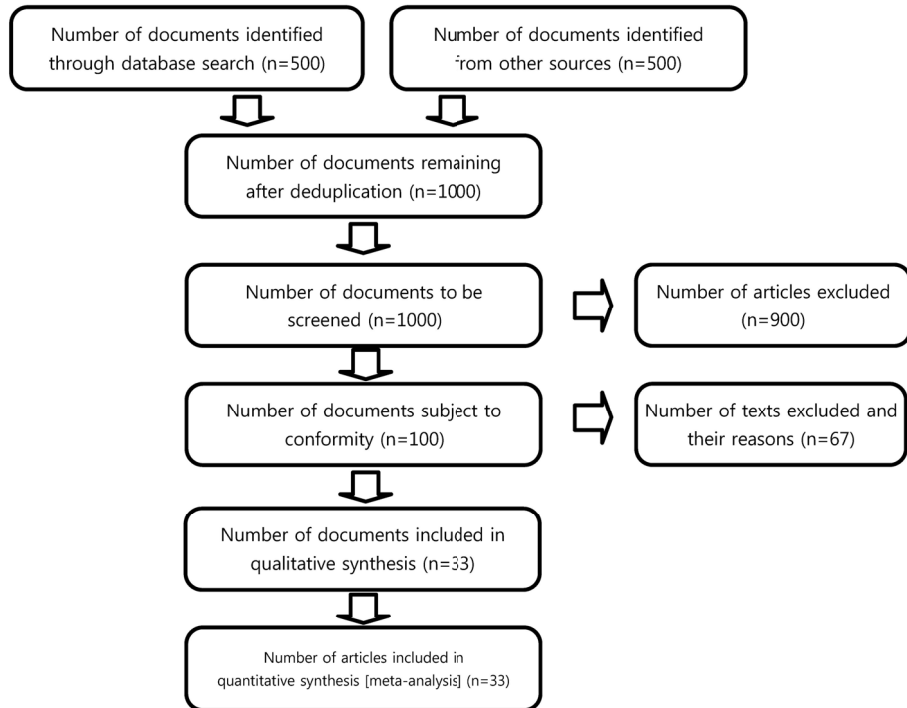 Number of documents identified
through database search (n=500)
Number of documents identified
from other sources (n=500)
Number of documents remaining
after deduplication (n=1000)
Number of documents to be
screened (n=1000)
Number of articles excluded
(n=900)
Number of documents subject to
conformity (n=100)
Number of texts excluded and
their reasons (n=67)
Number of documents included in
qualitative synthesis (n=33)
Number of articles included in
quantitative synthesis [meta-analysis] (n=33)